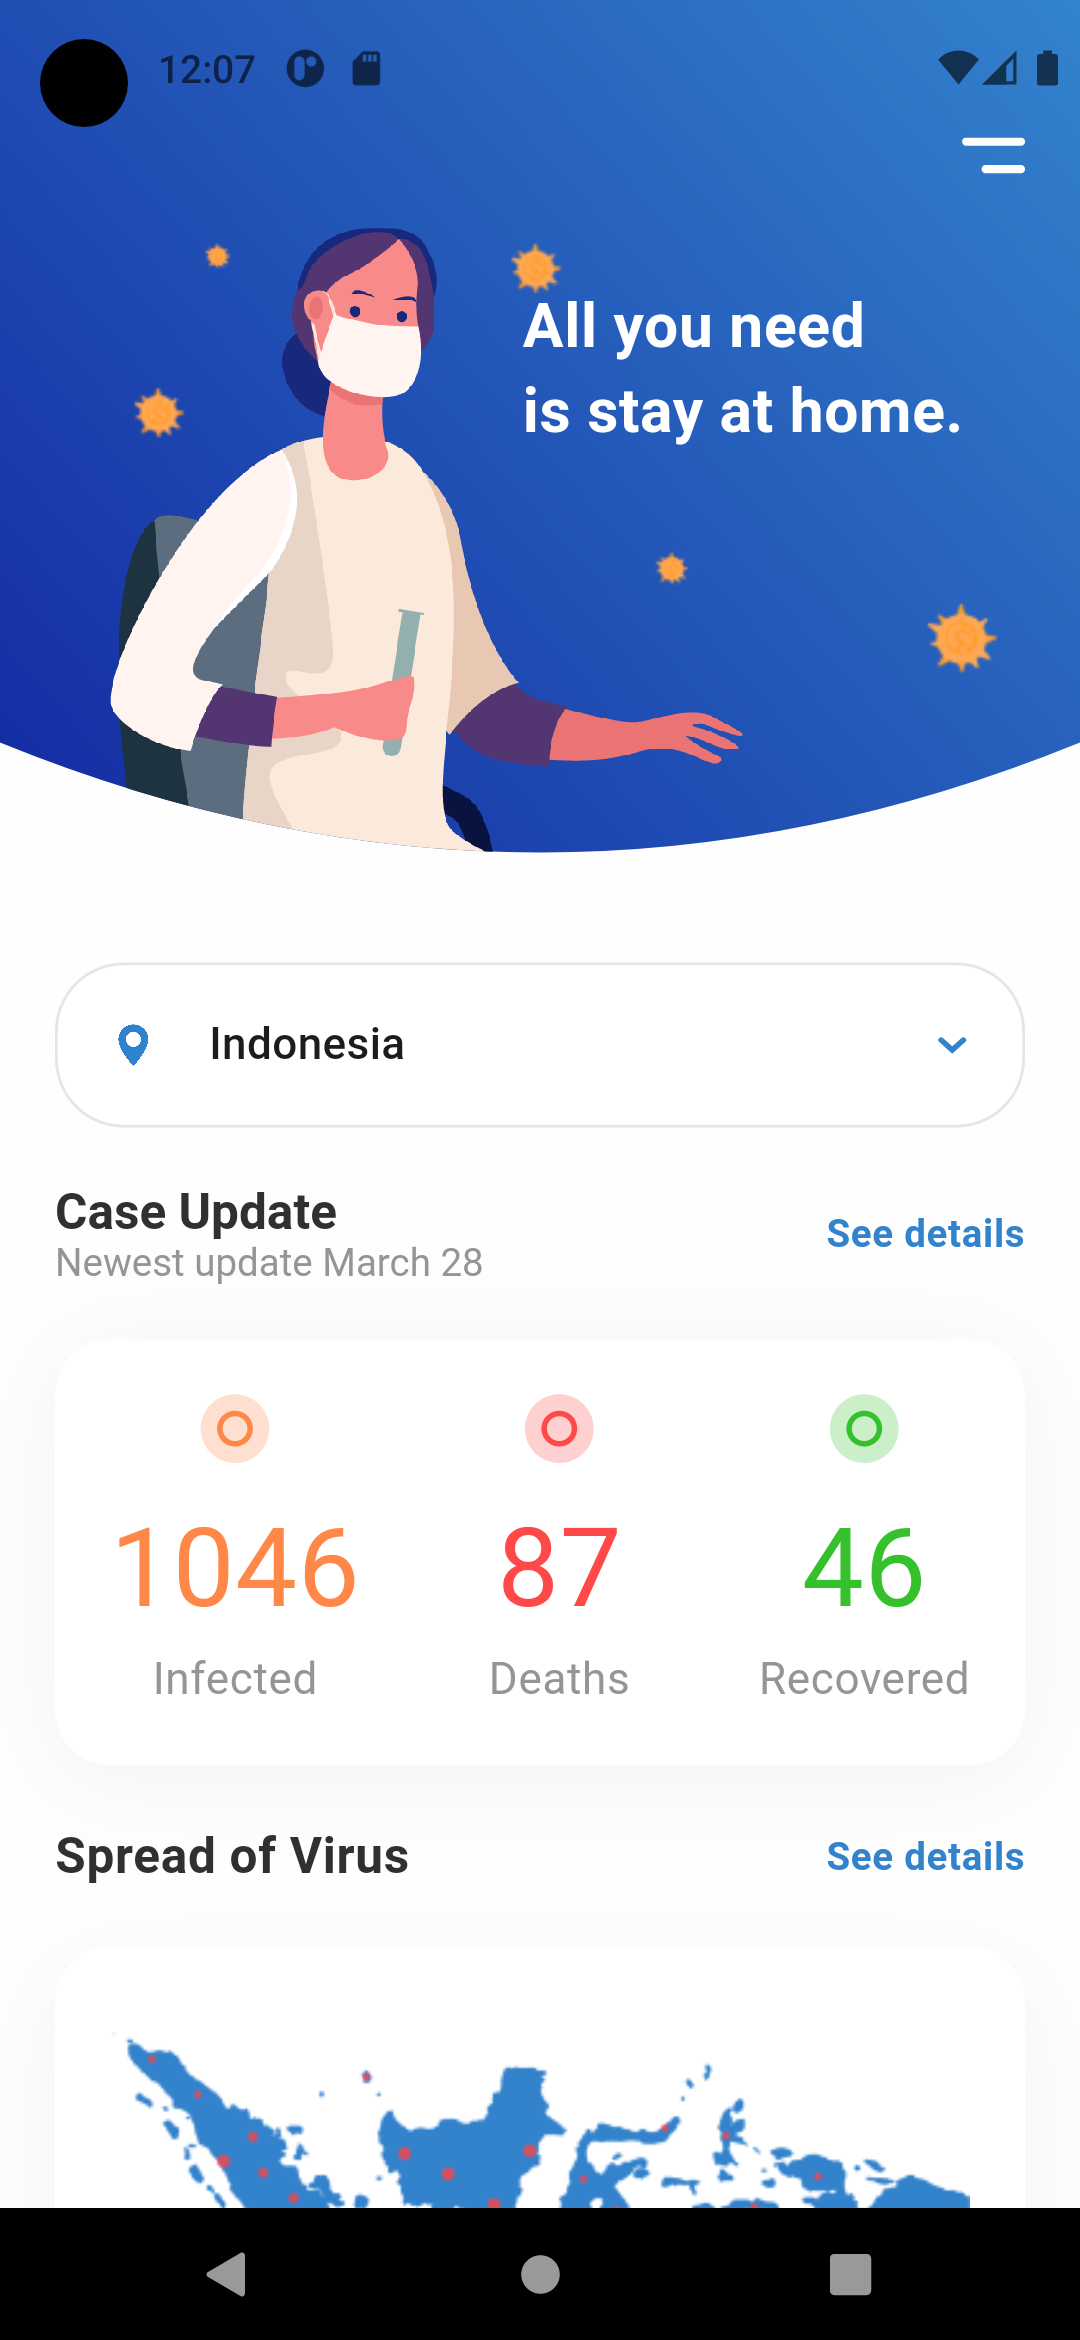 12:07
All you need
is stay at home.
Indonesia
Case Update
Newest update March 28
See details
1046
87
46
Infected
Deaths
Recovered
Spread of Virus
See details